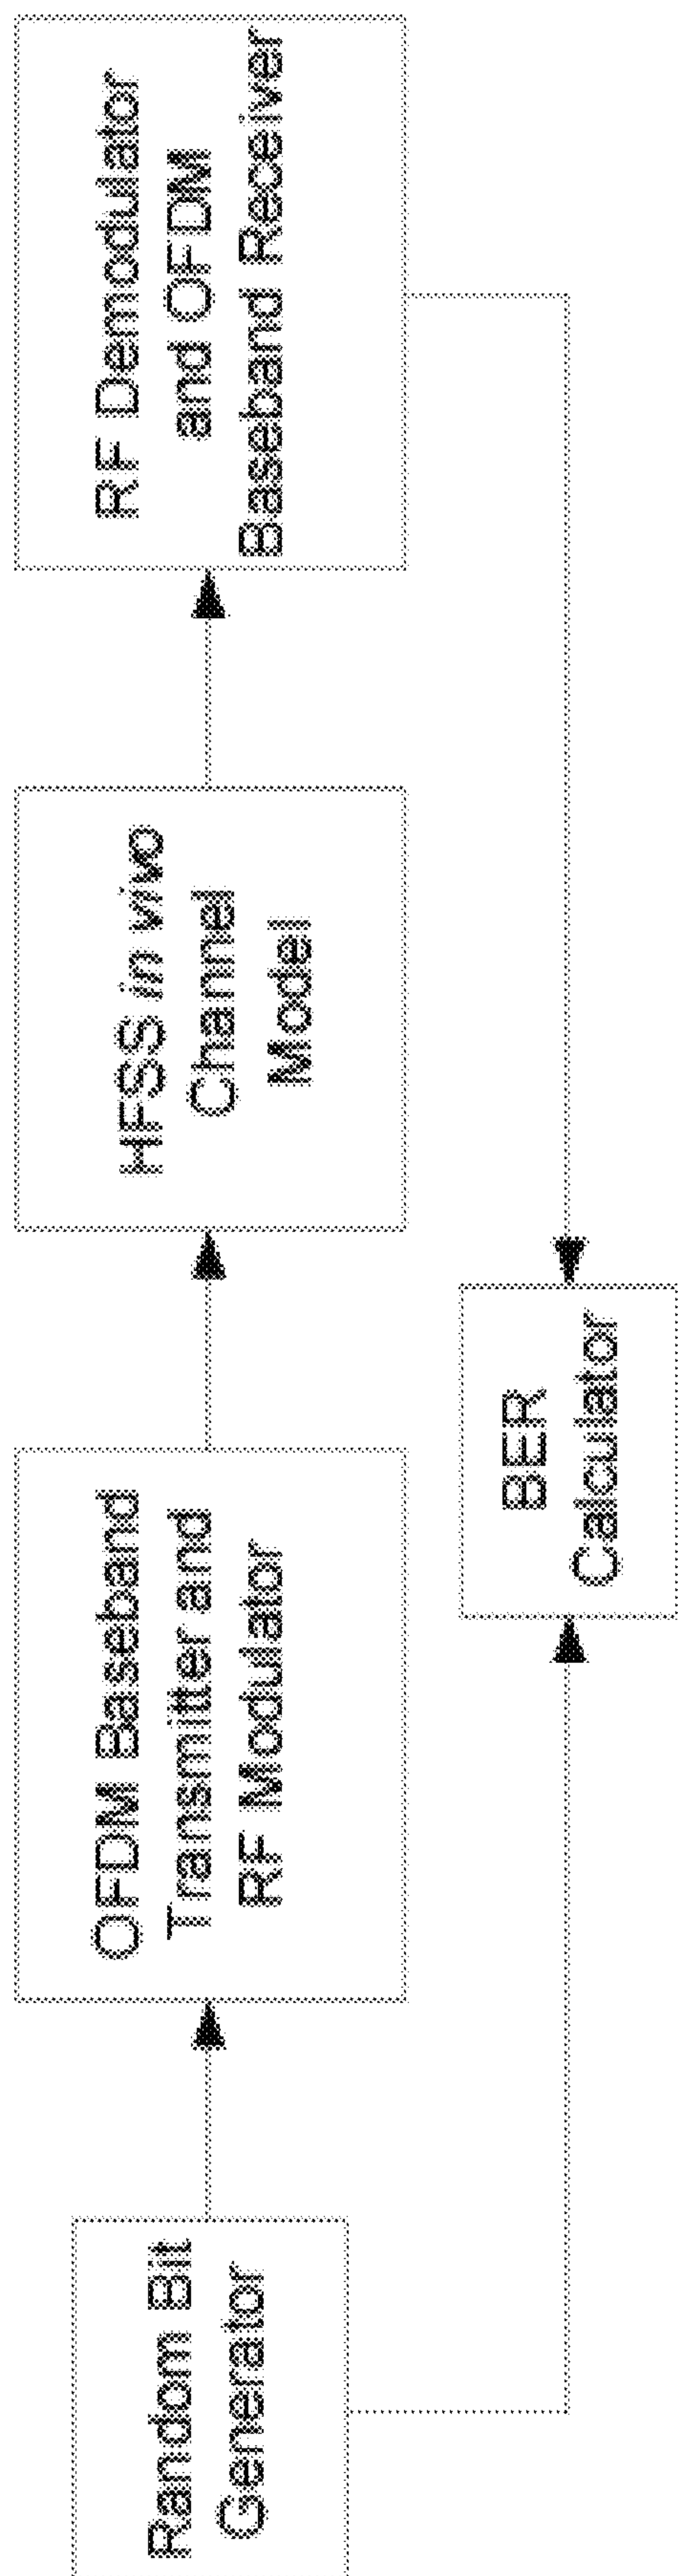 Random Bit
Generator
OFDM Baseband
Transmitter and
RF Modulator
HFSS in vivo
Channel
Model
RF Demodulator
and OFDM
Baseband Receiver
BER
Calculator